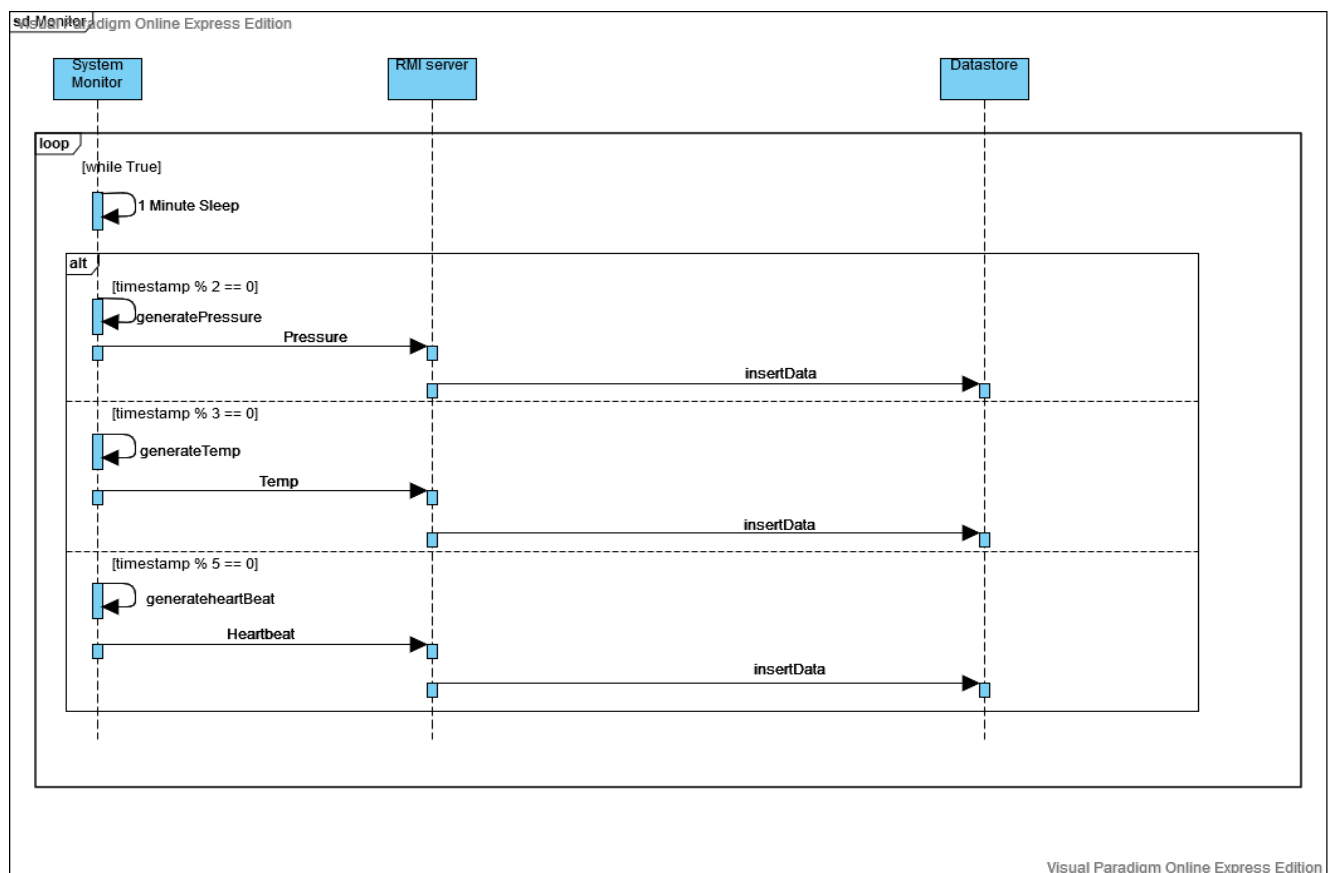 sd Monitor
Visual Paradigm Online Express Edition
System
Monitor
RMI server
Datastore
loop
[while True]
1 Minute Sleep
alt
[timestamp % 2 == 0]
generatePressure
Pressure
insertData
[timestamp % 3 == 0]
generateTemp
Temp
insertData
[timestamp % 5 == 0]
generateheartBeat
Heartbeat
insertData
Visual Paradigm Online Express Edition